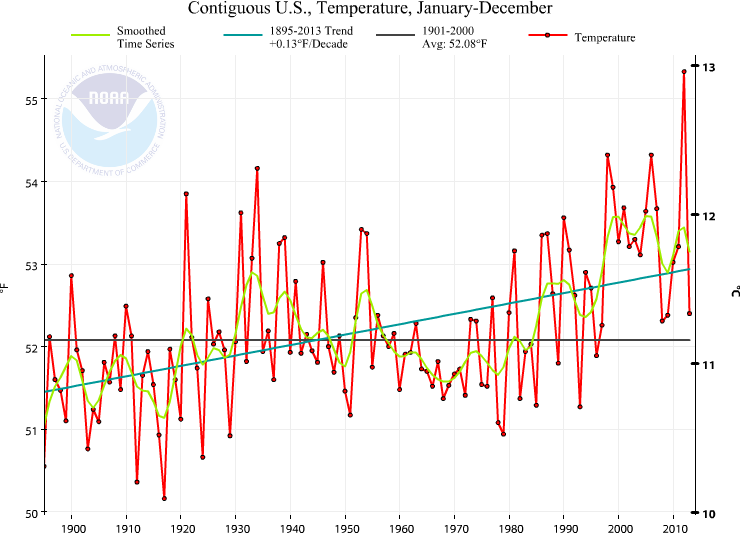 Contiguous U.S., Temperature, January-December
Smoothed
Time Series
1895-2013 Trend
+0.13°F/Decade
1901-2000
Avg: 52.08°F
Temperature
NATIONAL OCEANIC AND ATMOSPHERIC ADMINISTRATION
NOAA
U.S. DEPARTMENT OF COMMERCE
55
54
53
52
51
50
°F
13
12
11
10
°C
1900
1910
1920
1930
1940
1950
1960
1970
1980
1990
2000
2010